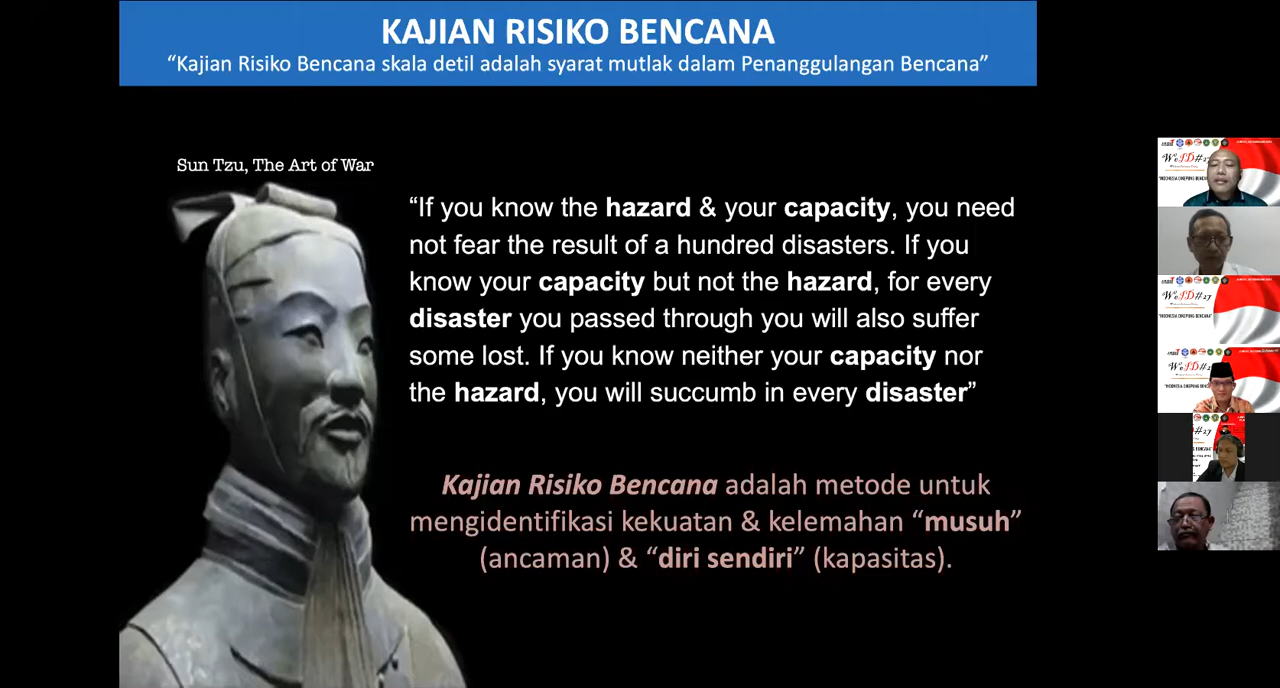 KAJIAN RISIKO BENCANA
“Kajian Risiko Bencana skala detil adalah syarat mutlak dalam Penanggulangan Bencana”
Sun Tzu, The Art of War
“If you know the hazard & your capacity, you need
not fear the result of a hundred disasters. If you
know your capacity but not the hazard, for every
disaster you passed through you will also suffer
some lost. If you know neither your capacity nor
the hazard, you will succumb in every disaster”
Kajian Risiko Bencana adalah metode untuk
mengidentifikasi kekuatan & kelemahan “musuh”
(ancaman) & “diri sendiri” (kapasitas).